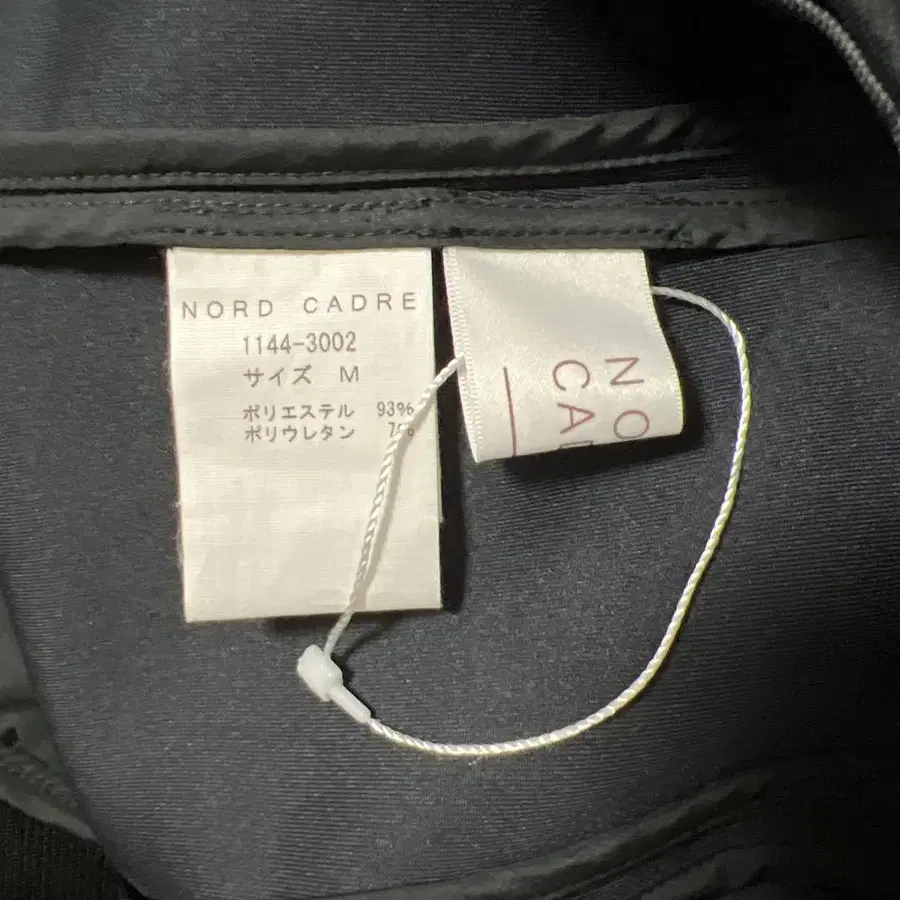 NORD CADRE
1144-3002
サイズ M
ポリエステル 93%
ポリウレタン 7%
NO
CA